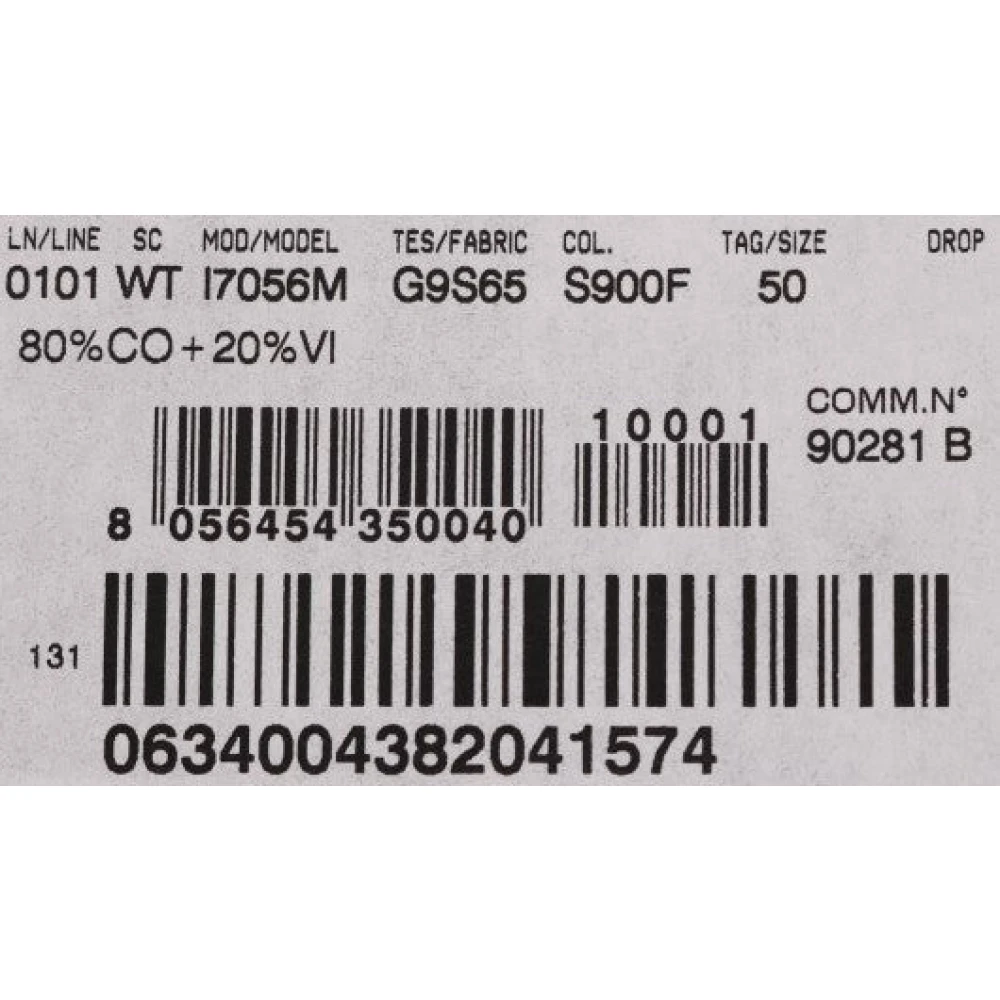 LN/LINE SC MOD/MODEL TES/FABRIC COL. TAG/SIZE DROP
0101 WT I7056M G9S65 S900F 50
80%CO+20%VI
COMM.N°
90281 B
10001
8 056454 350040
131
0634004382041574